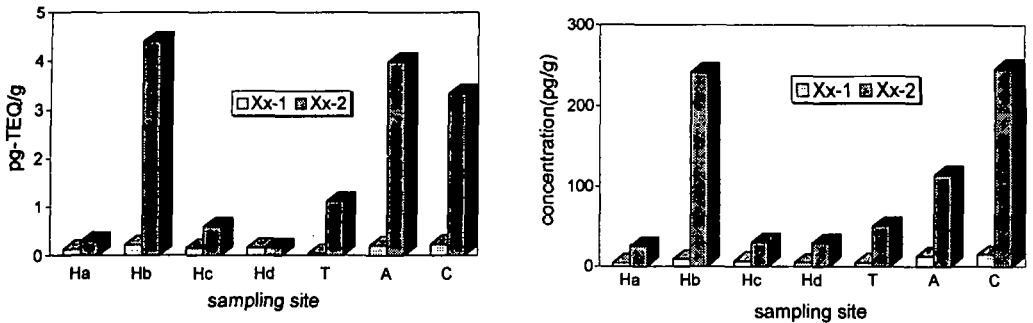 pg-TEQ/g
5
4
3
2
1
0
Xx-1 Xx-2
Ha Hb Hc Hd T A C
sampling site
concentration(pg/g)
300
200
100
0
Xx-1 Xx-2
Ha Hb Hc Hd T A C
sampling site